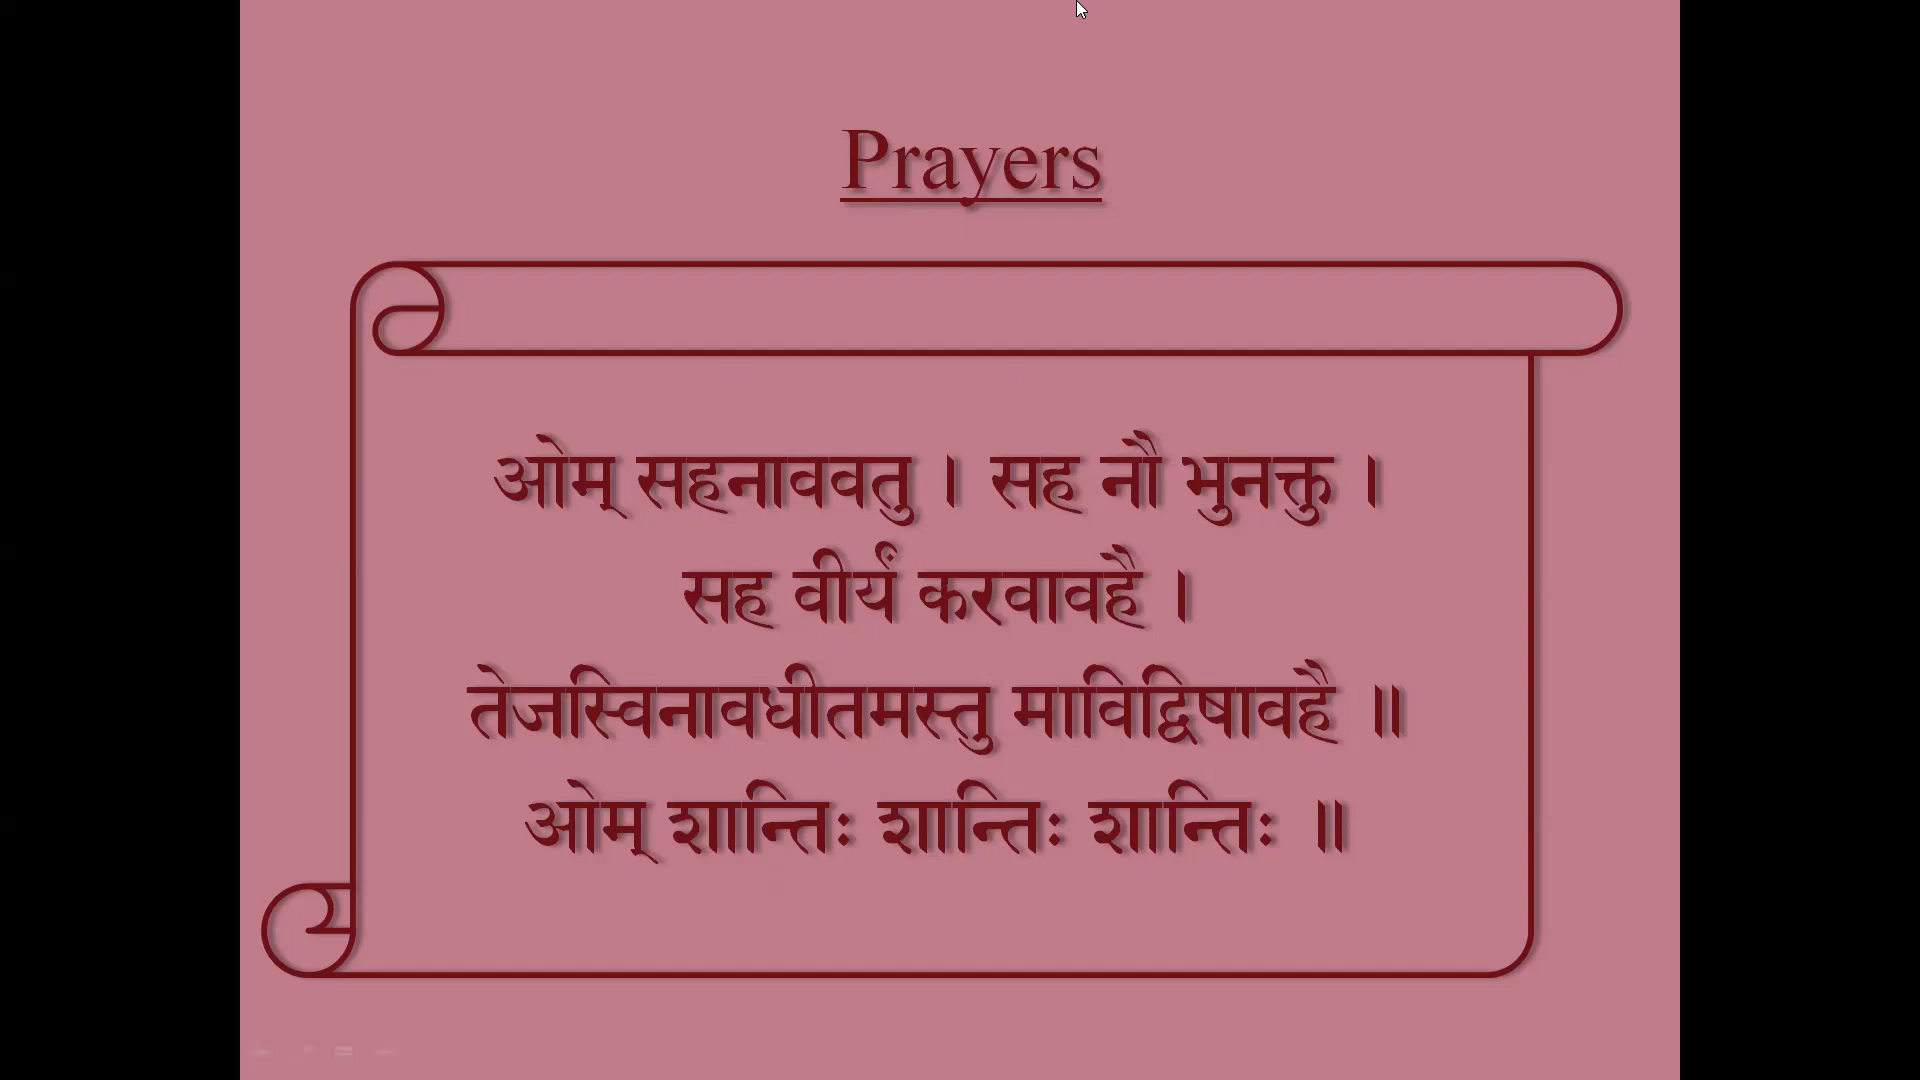 Prayers
ओम् सहनाववतु । सह नौ भुनक्तु ।
सह वीर्यं करवावहै ।
तेजस्विनावधीतमस्तु माविद्विषावहै ॥
ओम् शान्तिः शान्तिः शान्तिः ॥